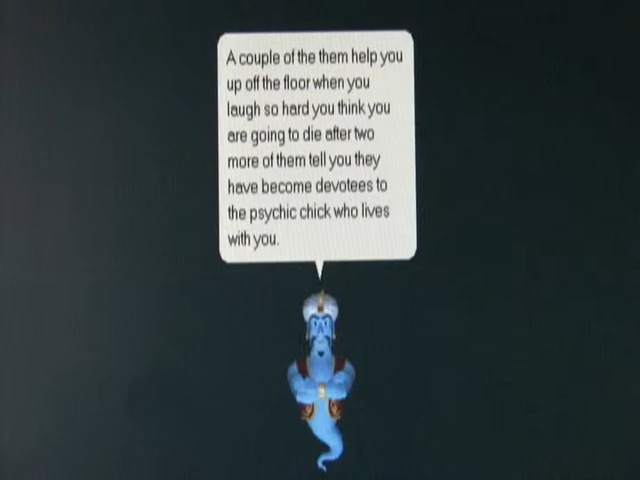 A couple of the them help you
up off the floor when you
laugh so hard you think you
are going to die after two
more of them tell you they
have become devotees to
the psychic chick who lives
with you.